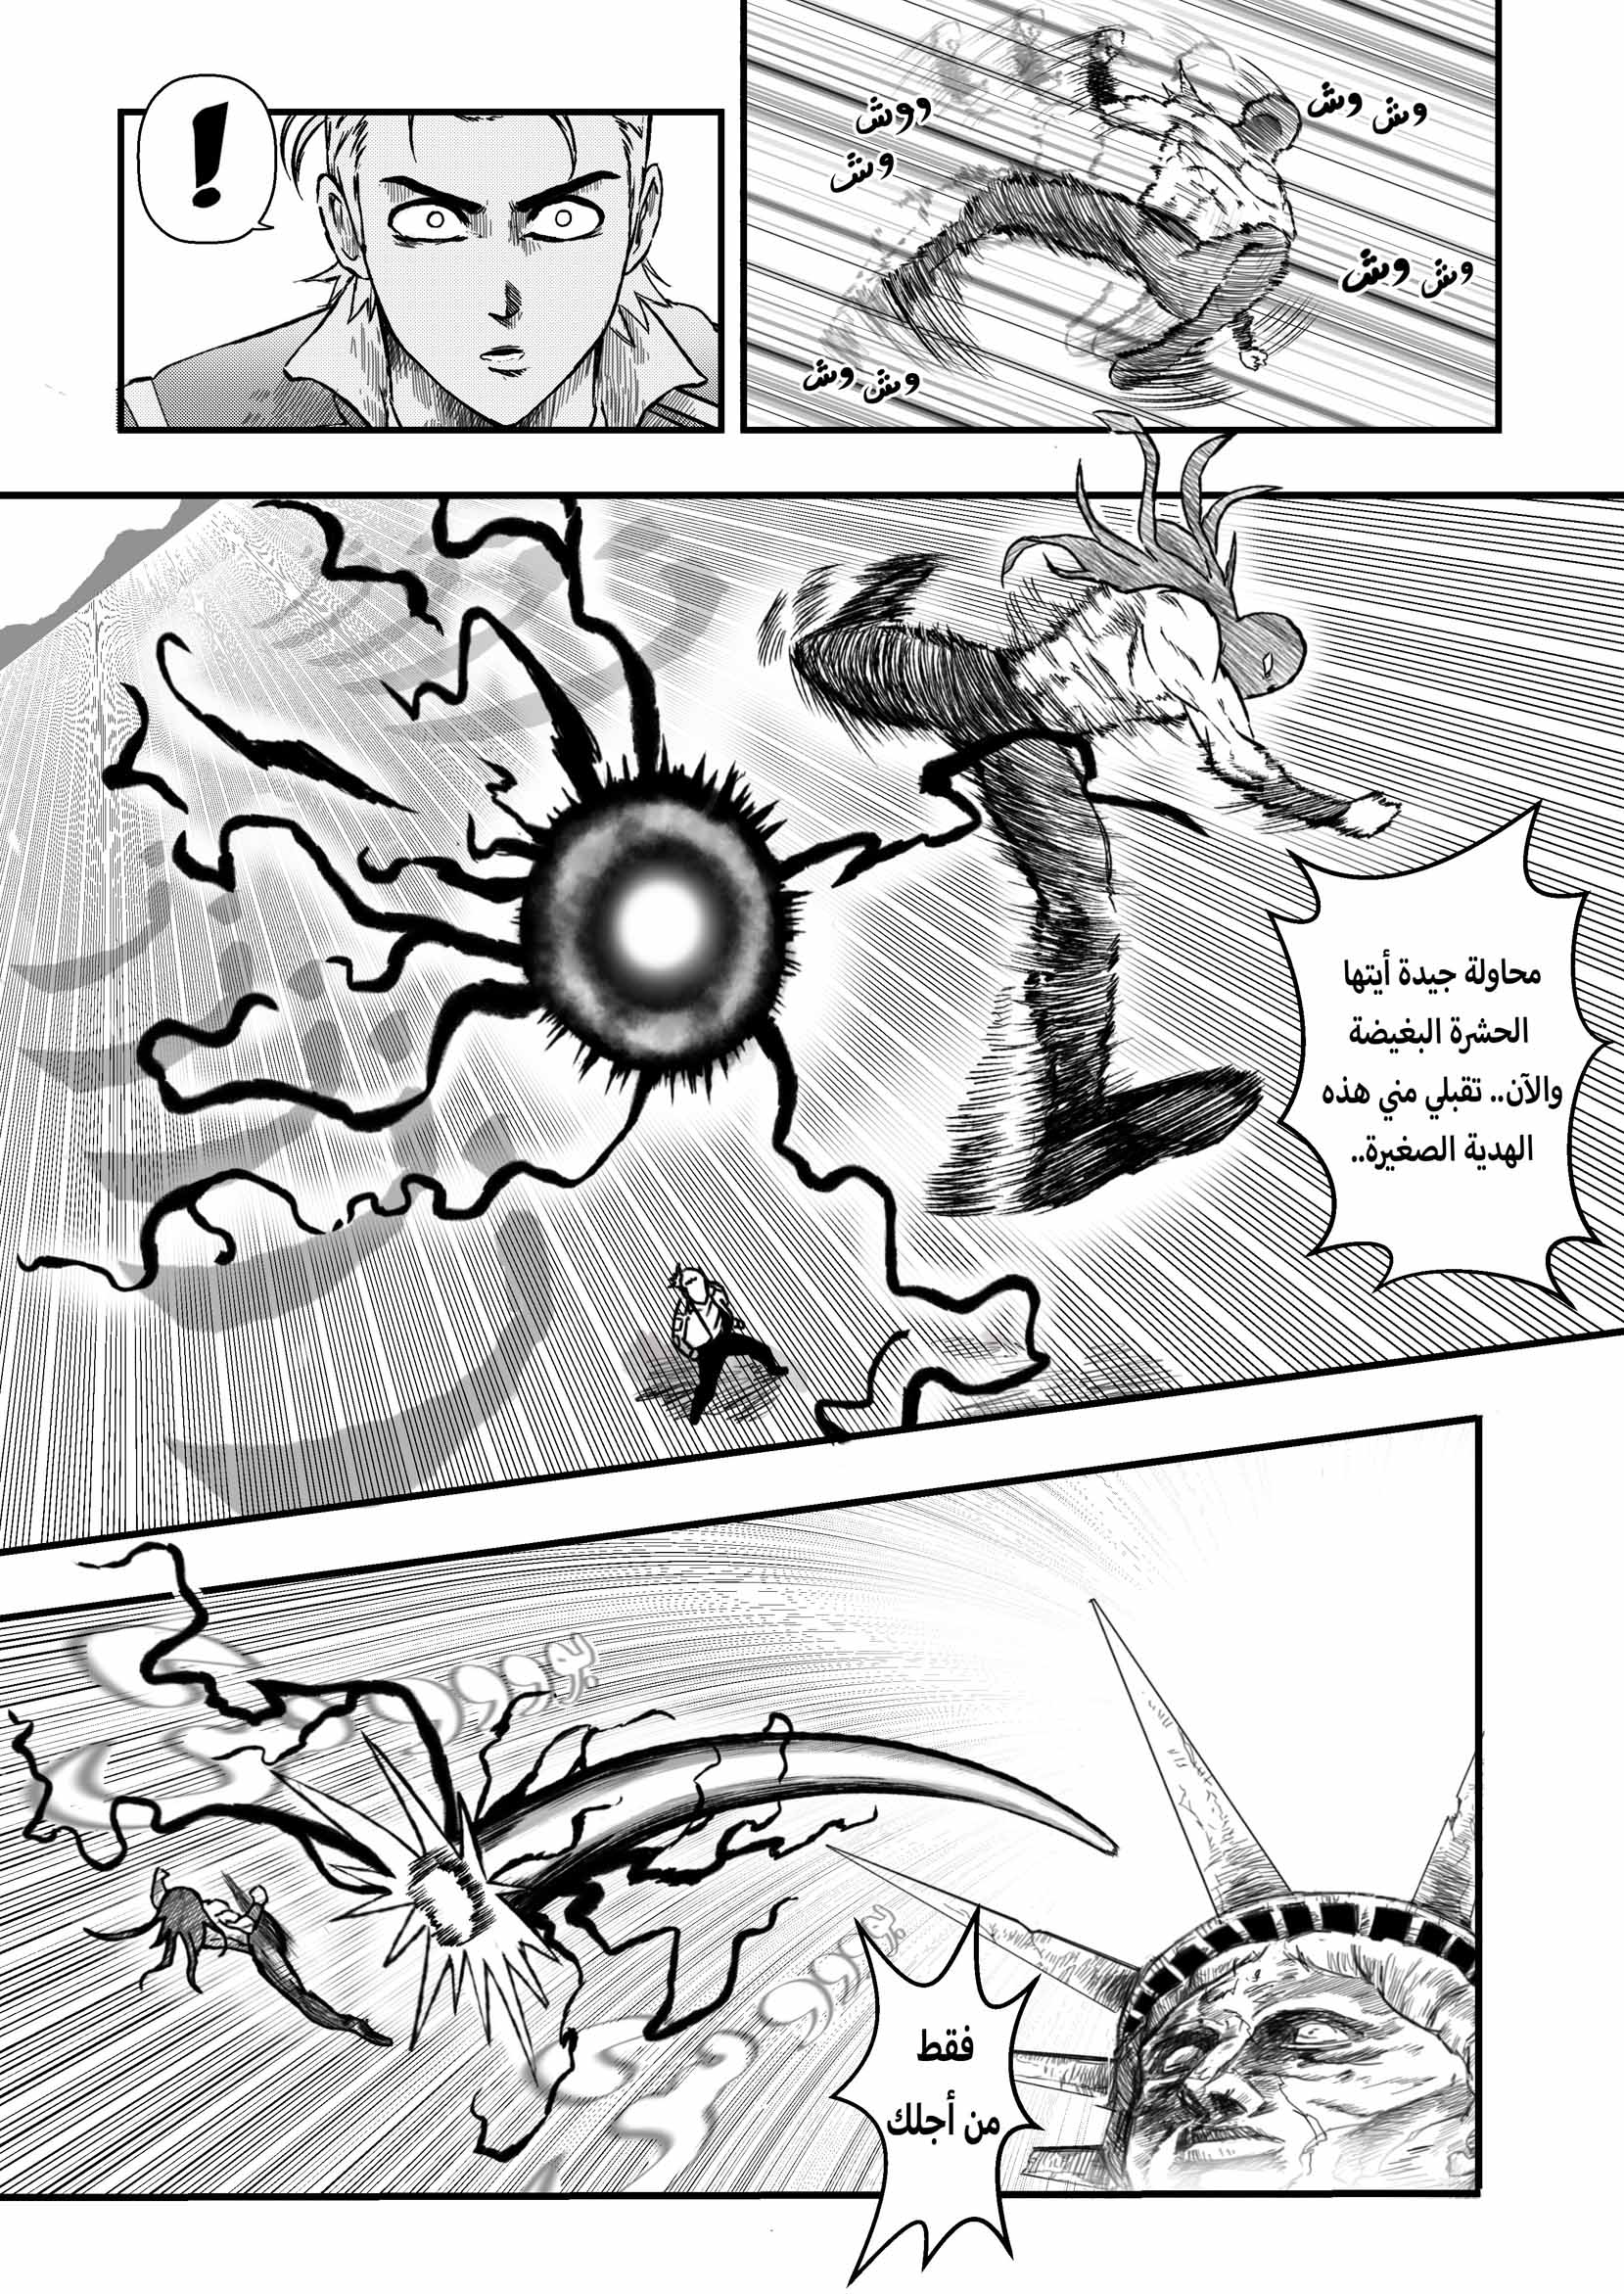 وش وش
ووش
وش
وش وش
وش وش
!
محاولة جيدة أيتها
الحشرة البغيضة
والآن.. تقبلي مني هذه
الهدية الصغيرة..
فقط
من أجلك